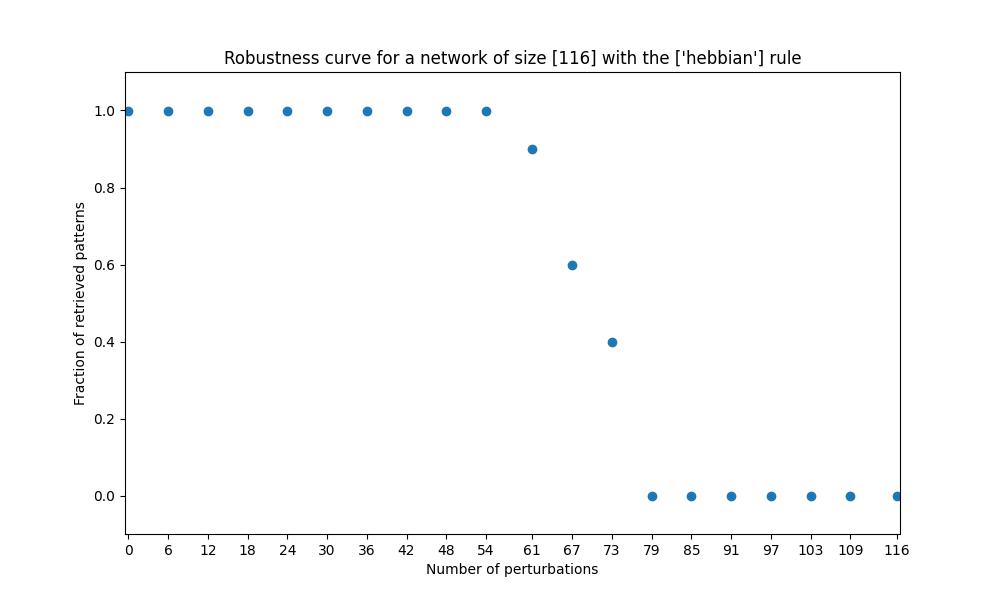 Robustness curve for a network of size [116] with the ['hebbian'] rule
Fraction of retrieved patterns
1.0
0.8
0.6
0.4
0.2
0.0
0 6 12 18 24 30 36 42 48 54 61 67 73 79 85 91 97 103 109 116
Number of perturbations